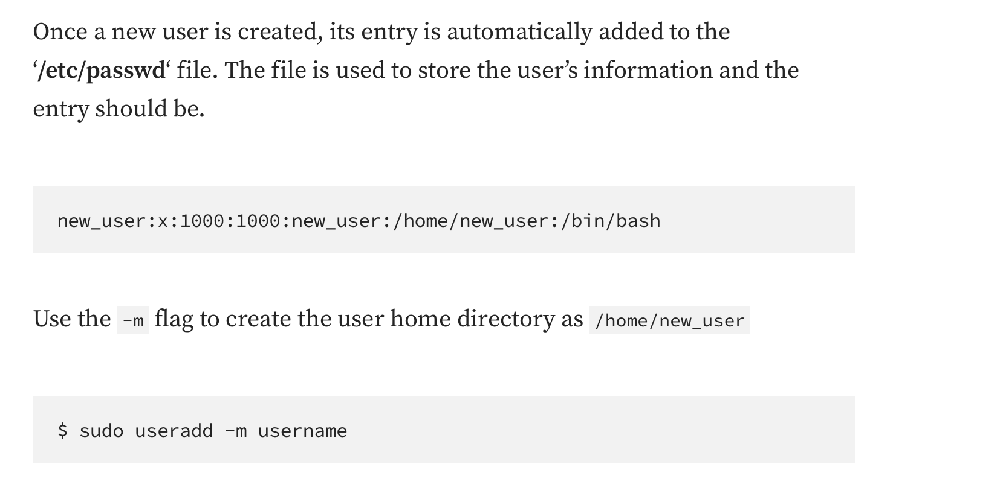 Once a new user is created, its entry is automatically added to the
‘/etc/passwd‘ file. The file is used to store the user’s information and the
entry should be.
new_user:x:1000:1000:new_user:/home/new_user:/bin/bash
Use the -m flag to create the user home directory as /home/new_user
$ sudo useradd -m username